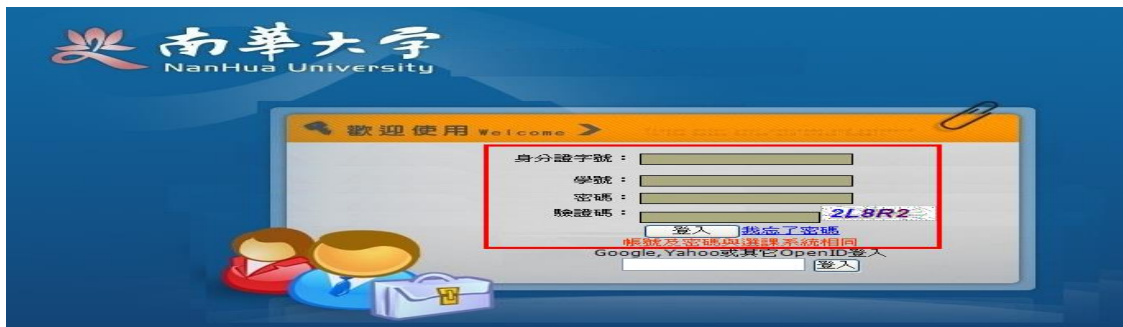 南華大學
NanHua University
歡迎使用 Welcome
身分證字號：
學號：
密碼：
驗證碼： 2L8R2
登入 我忘了密碼
帳號及密碼與選課系統相同
Google,Yahoo或其它OpenID登入
登入